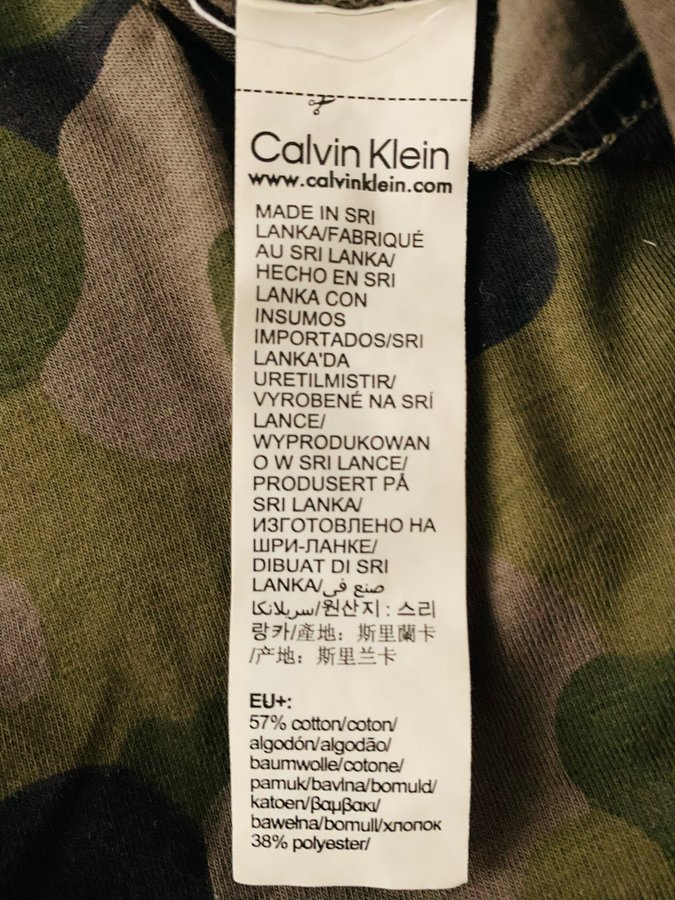 Calvin Klein
www.calvinklein.com
MADE IN SRI
LANKA/FABRIQUÉ
AU SRI LANKA/
HECHO EN SRI
LANKA CON
INSUMOS
IMPORTADOS/SRI
LANKA'DA
URETILMISTIR/
VYROBENÉ NA SRÍ
LANCE/
WYPRODUKOWAN
O W SRI LANCE/
PRODUSERT PÅ
SRI LANKA/
ИЗГОТОВЛЕНО НА
ШРИ-ЛАНКЕ/
DIBUAT DI SRI
LANKA/صنع في
سريلانكا/원산지 : 스리
랑카/產地：斯里蘭卡
/产地：斯里兰卡
EU+:
57% cotton/coton/
algodón/algodão/
baumwolle/cotone/
pamuk/bavlna/bomuld/
katoen/βαμβακι/
bawełna/bomull/хлопок
38% polyester/